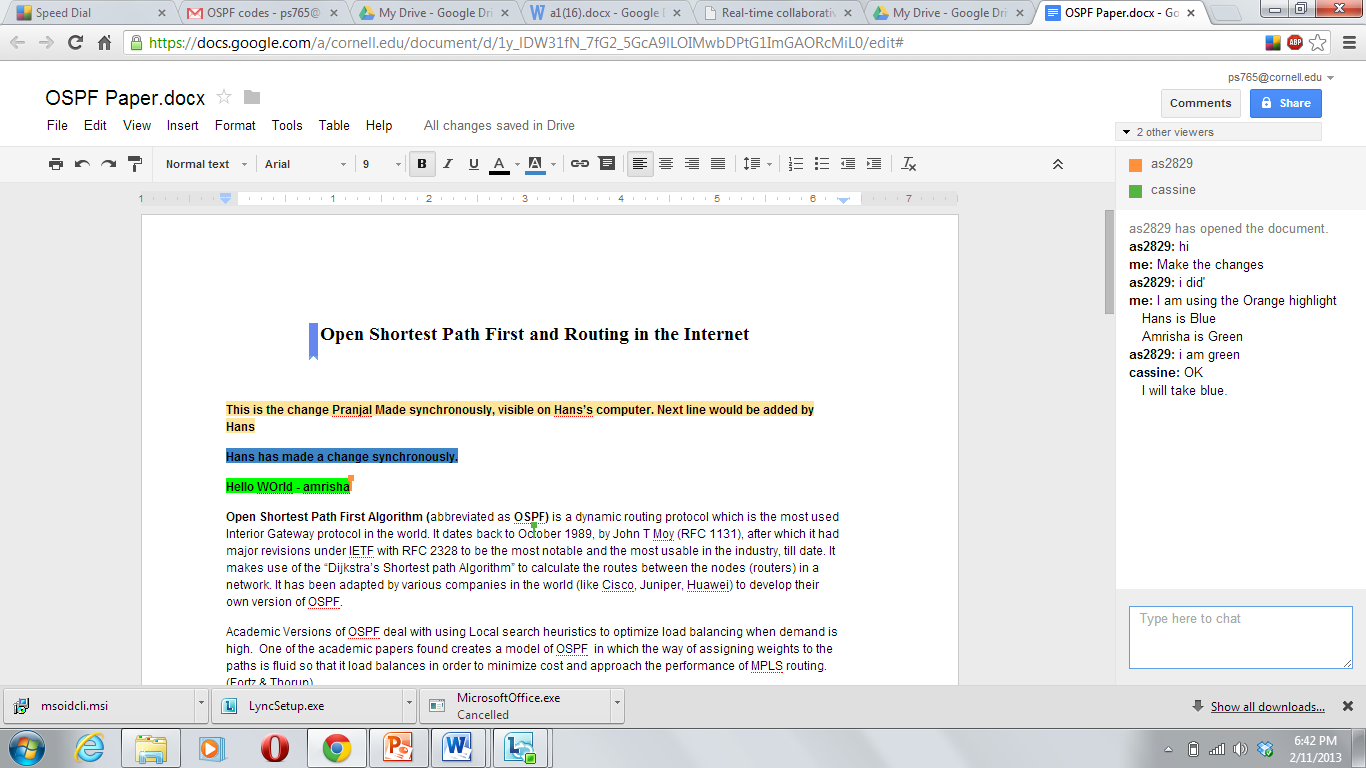 Speed Dial
OSPF codes - ps765@
My Drive - Google Dri
a1(16).docx - Google D
Real-time collaborativ
My Drive - Google Dri
OSPF Paper.docx - Go
https://docs.google.com/a/cornell.edu/document/d/1y_lDW31fN_7fG2_5GcA9lLOIMwbDPtG1ImGAORcMiL0/edit#
ABP
ps765@cornell.edu
OSPF Paper.docx
Comments
Share
File Edit View Insert Format Tools Table Help All changes saved in Drive
2 other viewers
Normal text Arial 9 B I U A A
as2829
cassine
1 1 2 3 4 5 6 7
as2829 has opened the document.
as2829: hi
me: Make the changes
as2829: i did'
me: I am using the Orange highlight
Hans is Blue
Amrisha is Green
as2829: i am green
cassine: OK
I will take blue.
Open Shortest Path First and Routing in the Internet
This is the change Pranjal Made synchronously, visible on Hans's computer. Next line would be added by
Hans
Hans has made a change synchronously.
Hello WOrld - amrisha
Open Shortest Path First Algorithm (abbreviated as OSPF) is a dynamic routing protocol which is the most used
Interior Gateway protocol in the world. It dates back to October 1989, by John T Moy (RFC 1131), after which it had
major revisions under IETF with RFC 2328 to be the most notable and the most usable in the industry, till date. It
makes use of the “Dijkstra’s Shortest path Algorithm” to calculate the routes between the nodes (routers) in a
network. It has been adapted by various companies in the world (like Cisco, Juniper, Huawei) to develop their
own version of OSPF.
Academic Versions of OSPF deal with using Local search heuristics to optimize load balancing when demand is
high. One of the academic papers found creates a model of OSPF in which the way of assigning weights to the
paths is fluid so that it load balances in order to minimize cost and approach the performance of MPLS routing.
(Fortz & Thorup)
Type here to chat
msoidcli.msi
LyncSetup.exe
MicrosoftOffice.exe
Cancelled
Show all downloads...
6:42 PM
2/11/2013